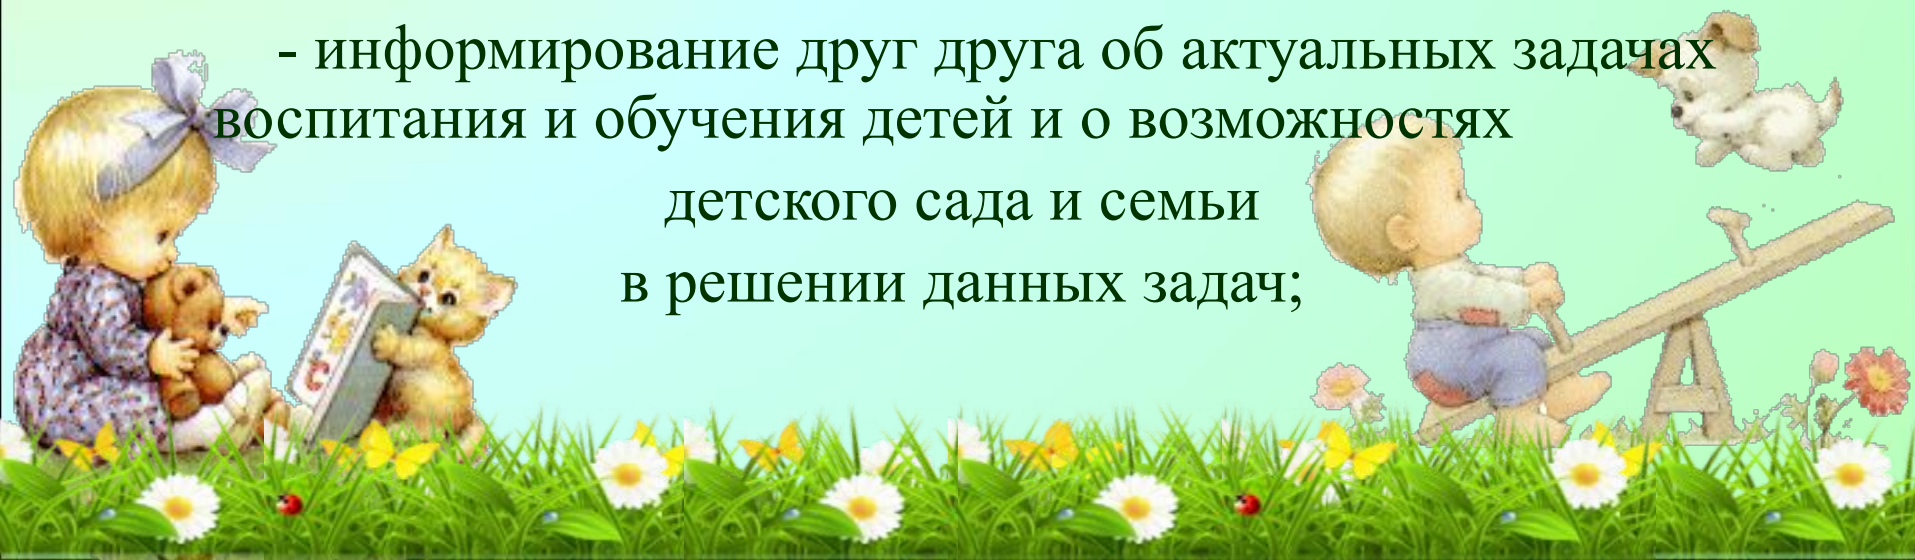 - информирование друг друга об актуальных задачах
воспитания и обучения детей и о возможностях
детского сада и семьи
в решении данных задач;